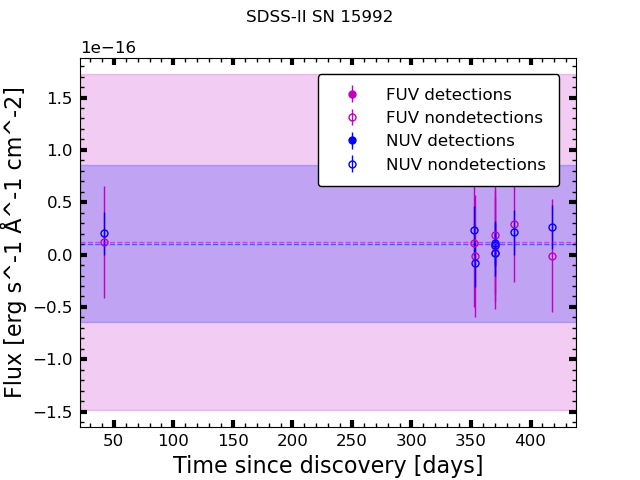 SDSS-II SN 15992
1e−16
Flux [erg s^-1 Å^-1 cm^-2]
1.5
1.0
0.5
0.0
−0.5
−1.0
−1.5
FUV detections
FUV nondetections
NUV detections
NUV nondetections
50 100 150 200 250 300 350 400
Time since discovery [days]